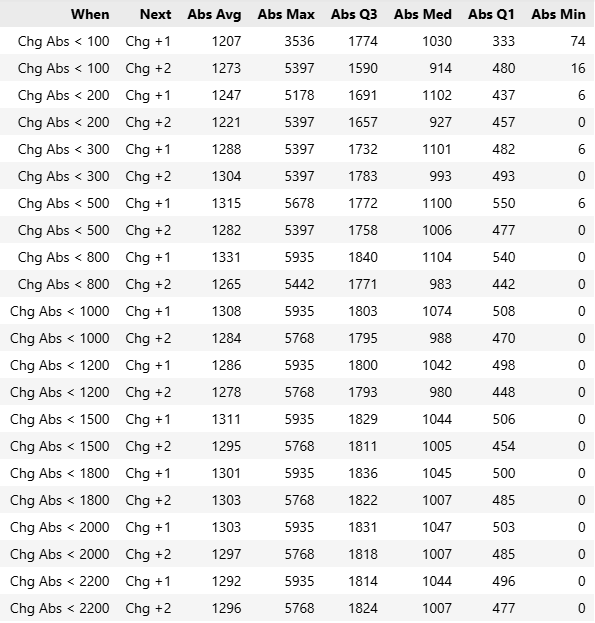 When Next Abs Avg Abs Max Abs Q3 Abs Med Abs Q1 Abs Min
Chg Abs < 100 Chg +1 1207 3536 1774 1030 333 74
Chg Abs < 100 Chg +2 1273 5397 1590 914 480 16
Chg Abs < 200 Chg +1 1247 5178 1691 1102 437 6
Chg Abs < 200 Chg +2 1221 5397 1657 927 457 0
Chg Abs < 300 Chg +1 1288 5397 1732 1101 482 6
Chg Abs < 300 Chg +2 1304 5397 1783 993 493 0
Chg Abs < 500 Chg +1 1315 5678 1772 1100 550 6
Chg Abs < 500 Chg +2 1282 5397 1758 1006 477 0
Chg Abs < 800 Chg +1 1331 5935 1840 1104 540 0
Chg Abs < 800 Chg +2 1265 5442 1771 983 442 0
Chg Abs < 1000 Chg +1 1308 5935 1803 1074 508 0
Chg Abs < 1000 Chg +2 1284 5768 1795 988 470 0
Chg Abs < 1200 Chg +1 1286 5935 1800 1042 498 0
Chg Abs < 1200 Chg +2 1278 5768 1793 980 448 0
Chg Abs < 1500 Chg +1 1311 5935 1829 1044 506 0
Chg Abs < 1500 Chg +2 1295 5768 1811 1005 454 0
Chg Abs < 1800 Chg +1 1301 5935 1836 1045 500 0
Chg Abs < 1800 Chg +2 1303 5768 1822 1007 485 0
Chg Abs < 2000 Chg +1 1303 5935 1831 1047 503 0
Chg Abs < 2000 Chg +2 1297 5768 1818 1007 485 0
Chg Abs < 2200 Chg +1 1292 5935 1814 1044 496 0
Chg Abs < 2200 Chg +2 1296 5768 1824 1007 477 0